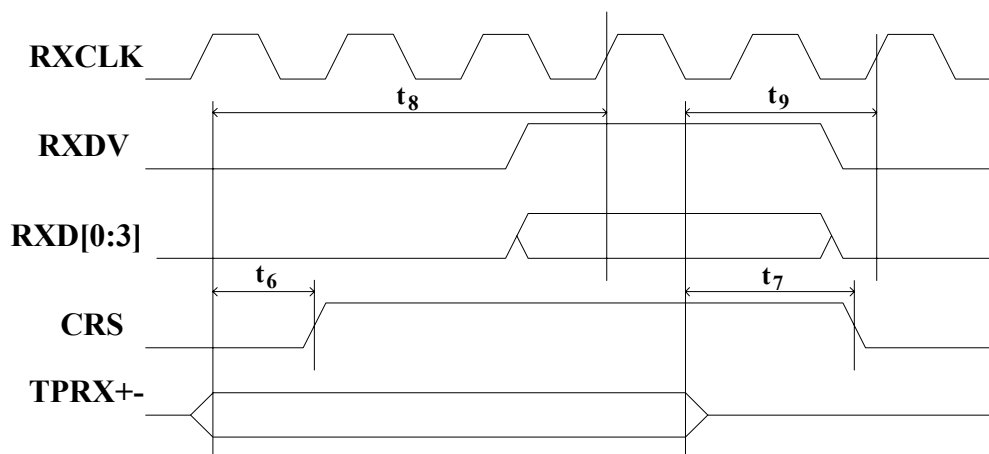 RXCLK
t8
t9
RXDV
RXD[0:3]
t6
t7
CRS
TPRX+-